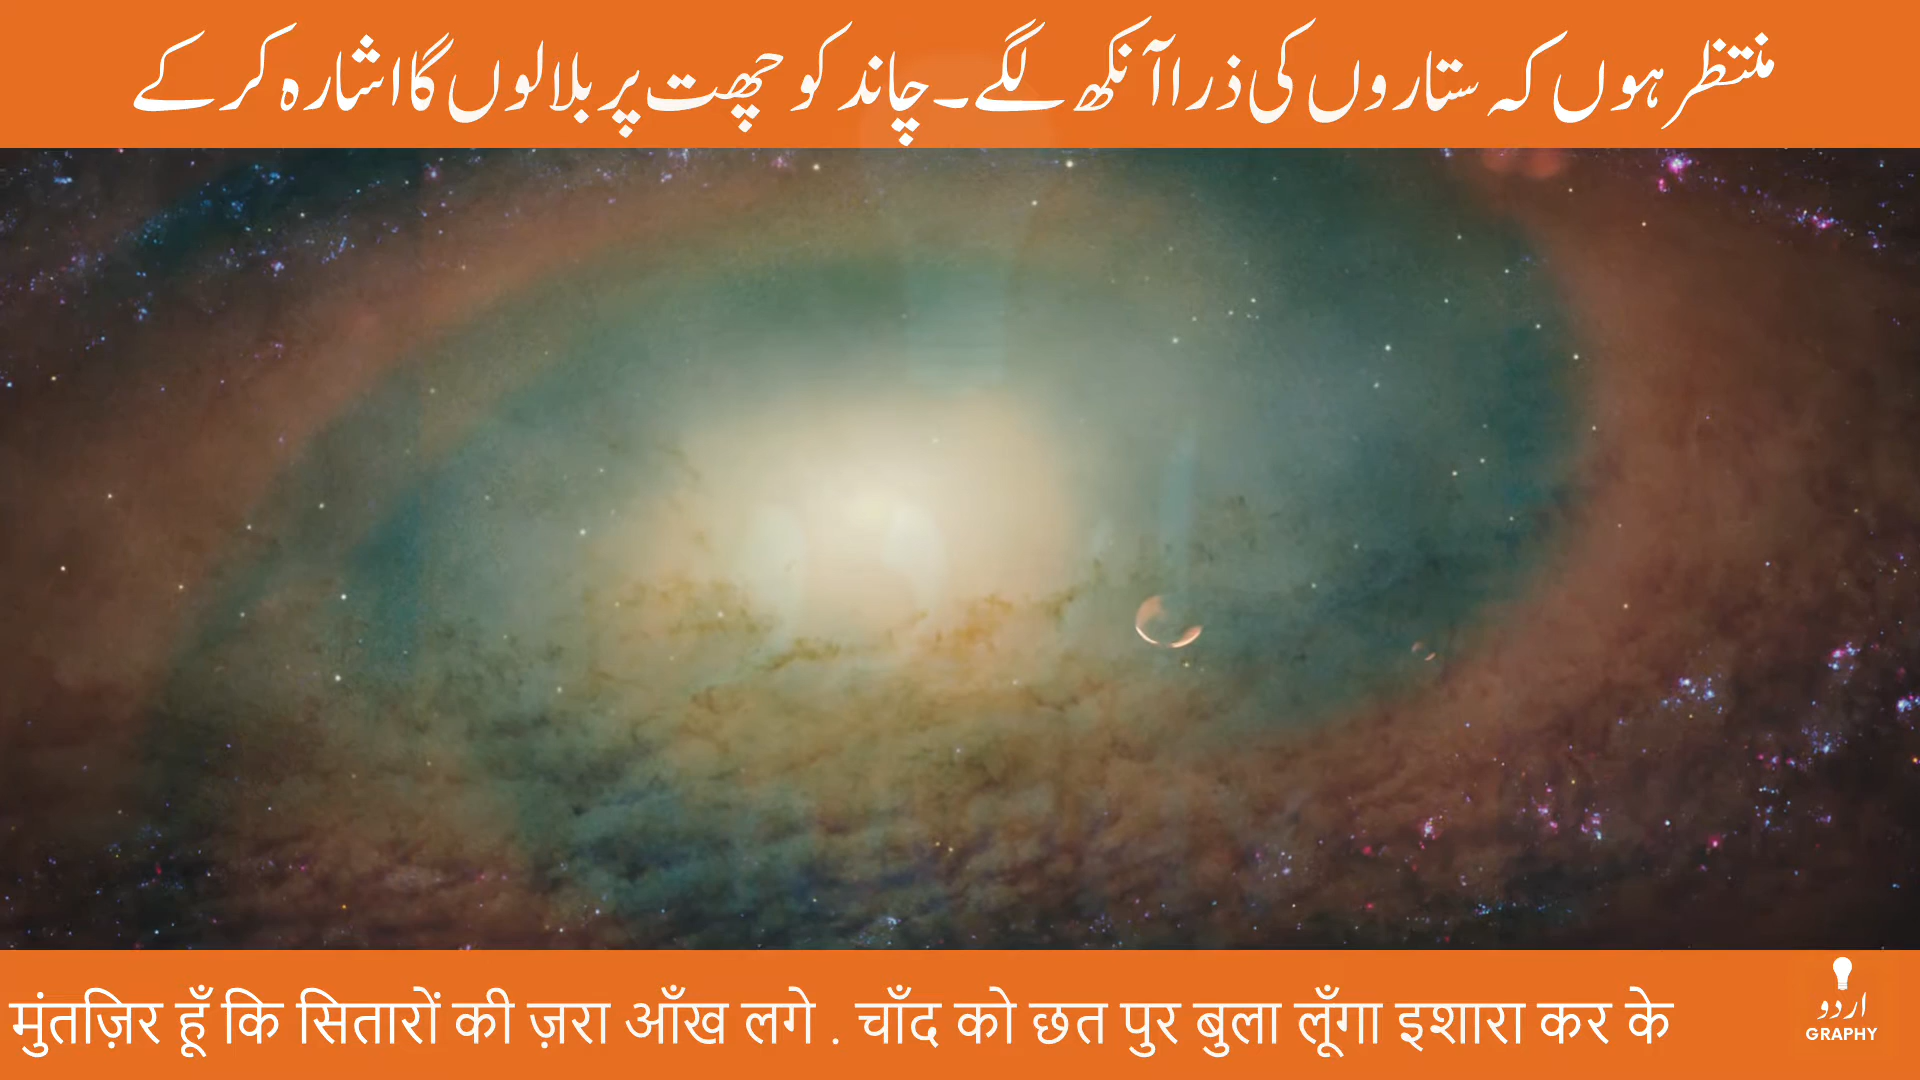 منتظر ہوں کہ ستاروں کی ذرا آنکھ لگے۔ چاند کو چھت پر بلا لوں گا اشارہ کر کے
मुंतज़िर हूँ कि सितारों की ज़रा आँख लगे . चाँद को छत पुर बुला लूँगा इशारा कर के
اردو
GRAPHY